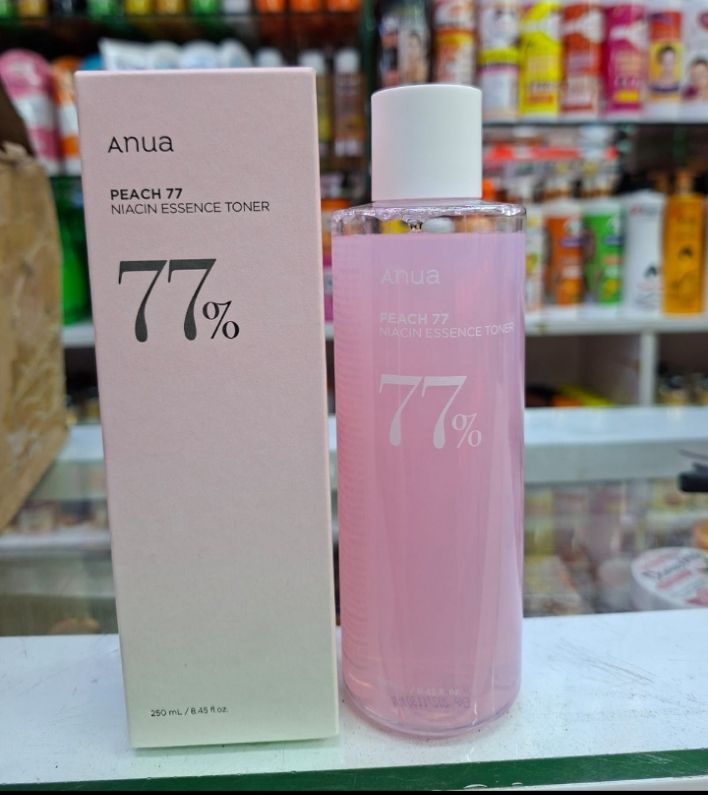 Anua
PEACH 77
NIACIN ESSENCE TONER
77%
250 mL / 8.45 fl.oz.
Anua
PEACH 77
NIACIN ESSENCE TONER
77%